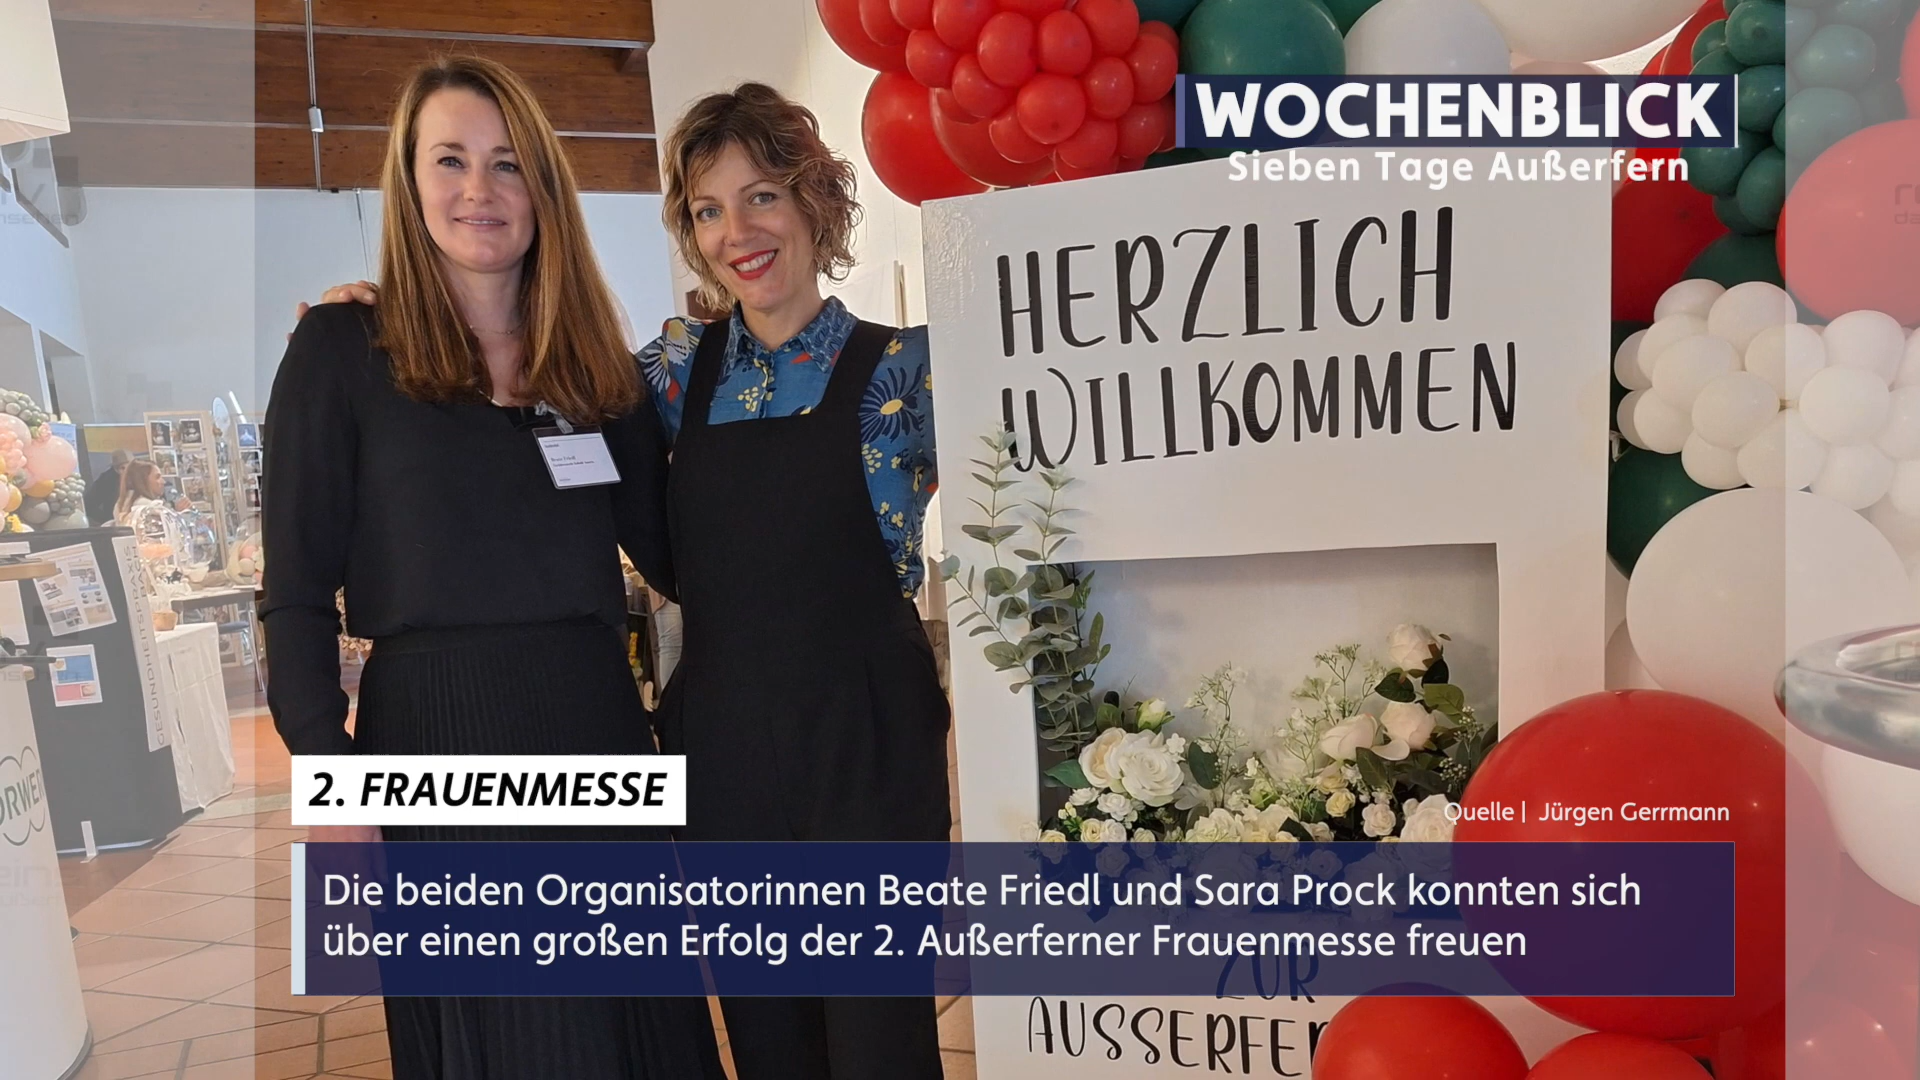 WOCHENBLICK
Sieben Tage Außerfern
HERZLICH
WILLKOMMEN
GESUNDHEITSPRAXIS
2. FRAUENMESSE
Quelle | Jürgen Gerrmann
Die beiden Organisatorinnen Beate Friedl und Sara Prock konnten sich
über einen großen Erfolg der 2. Außerferner Frauenmesse freuen
ZUR